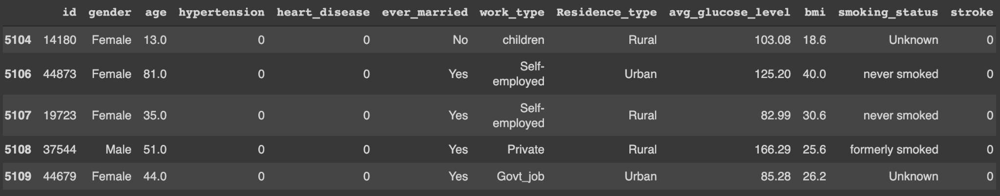 id gender age hypertension heart_disease ever_married work_type Residence_type avg_glucose_level bmi smoking_status stroke
5104 14180 Female 13.0 0 0 No children Rural 103.08 18.6 Unknown 0
5106 44873 Female 81.0 0 0 Yes Self-
employed Urban 125.20 40.0 never smoked 0
5107 19723 Female 35.0 0 0 Yes Self-
employed Rural 82.99 30.6 never smoked 0
5108 37544 Male 51.0 0 0 Yes Private Rural 166.29 25.6 formerly smoked 0
5109 44679 Female 44.0 0 0 Yes Govt_job Urban 85.28 26.2 Unknown 0